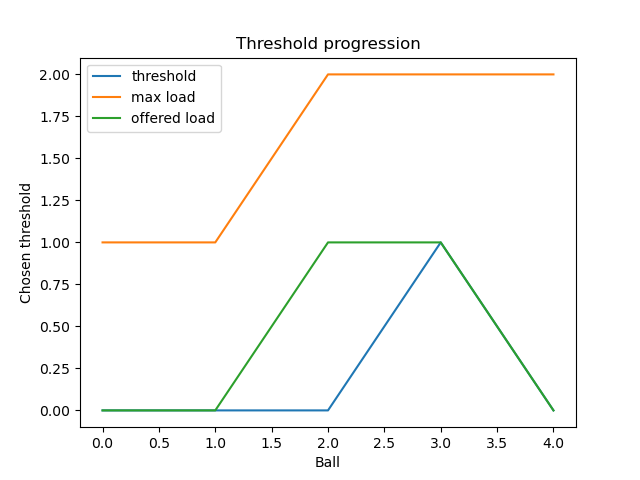 Threshold progression
threshold
max load
offered load
Chosen threshold
2.00
1.75
1.50
1.25
1.00
0.75
0.50
0.25
0.00
0.0 0.5 1.0 1.5 2.0 2.5 3.0 3.5 4.0
Ball